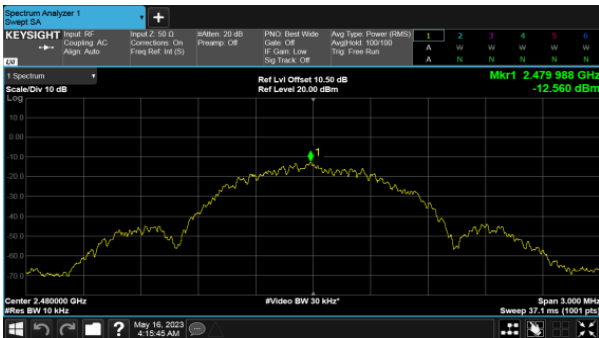 Spectrum Analyzer 1
Swept SA
+
KEYSIGHT
Input: RF
Coupling: AC
Align: Auto
Input Z: 50 Ω
Corrections: On
Freq Ref: Int (S)
#Atten: 20 dB
Preamp: Off
PNO: Best Wide
Gate: Off
IF Gain: Low
Sig Track: Off
Avg Type: Power (RMS)
Avg|Hold: 100/100
Trig: Free Run
1 2 3 4 5 6
A W W W W W
A N N N N N
LXI
1 Spectrum
Scale/Div 10 dB
Ref Lvl Offset 10.50 dB
Ref Level 20.00 dBm
Mkr1 2.479 988 GHz
-12.560 dBm
Log
10.0
0.00
-10.0
-20.0
-30.0
-40.0
-50.0
-60.0
-70.0
1
Center 2.480000 GHz
#Res BW 10 kHz
#Video BW 30 kHz*
Span 3.000 MHz
Sweep 37.1 ms (1001 pts)
?
May 16, 2023
4:15:45 AM